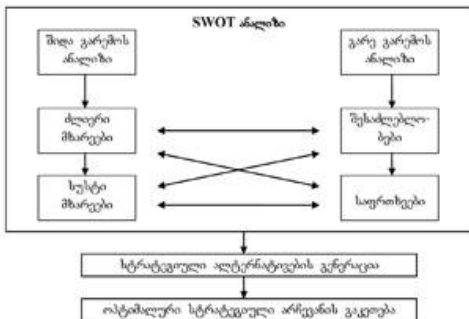 SWOT ანალიზი
შიდა გარემოს
ანალიზი
გარე გარემოს
ანალიზი
ძლიერი
მხარეები
შესაძლებლო-
ბები
სუსტი
მხარეები
საფრთხეები
სტრატეგიული ალტერნატივების გენერაცია
ოპტიმალური სტრატეგიული არჩევანის გაკეთება